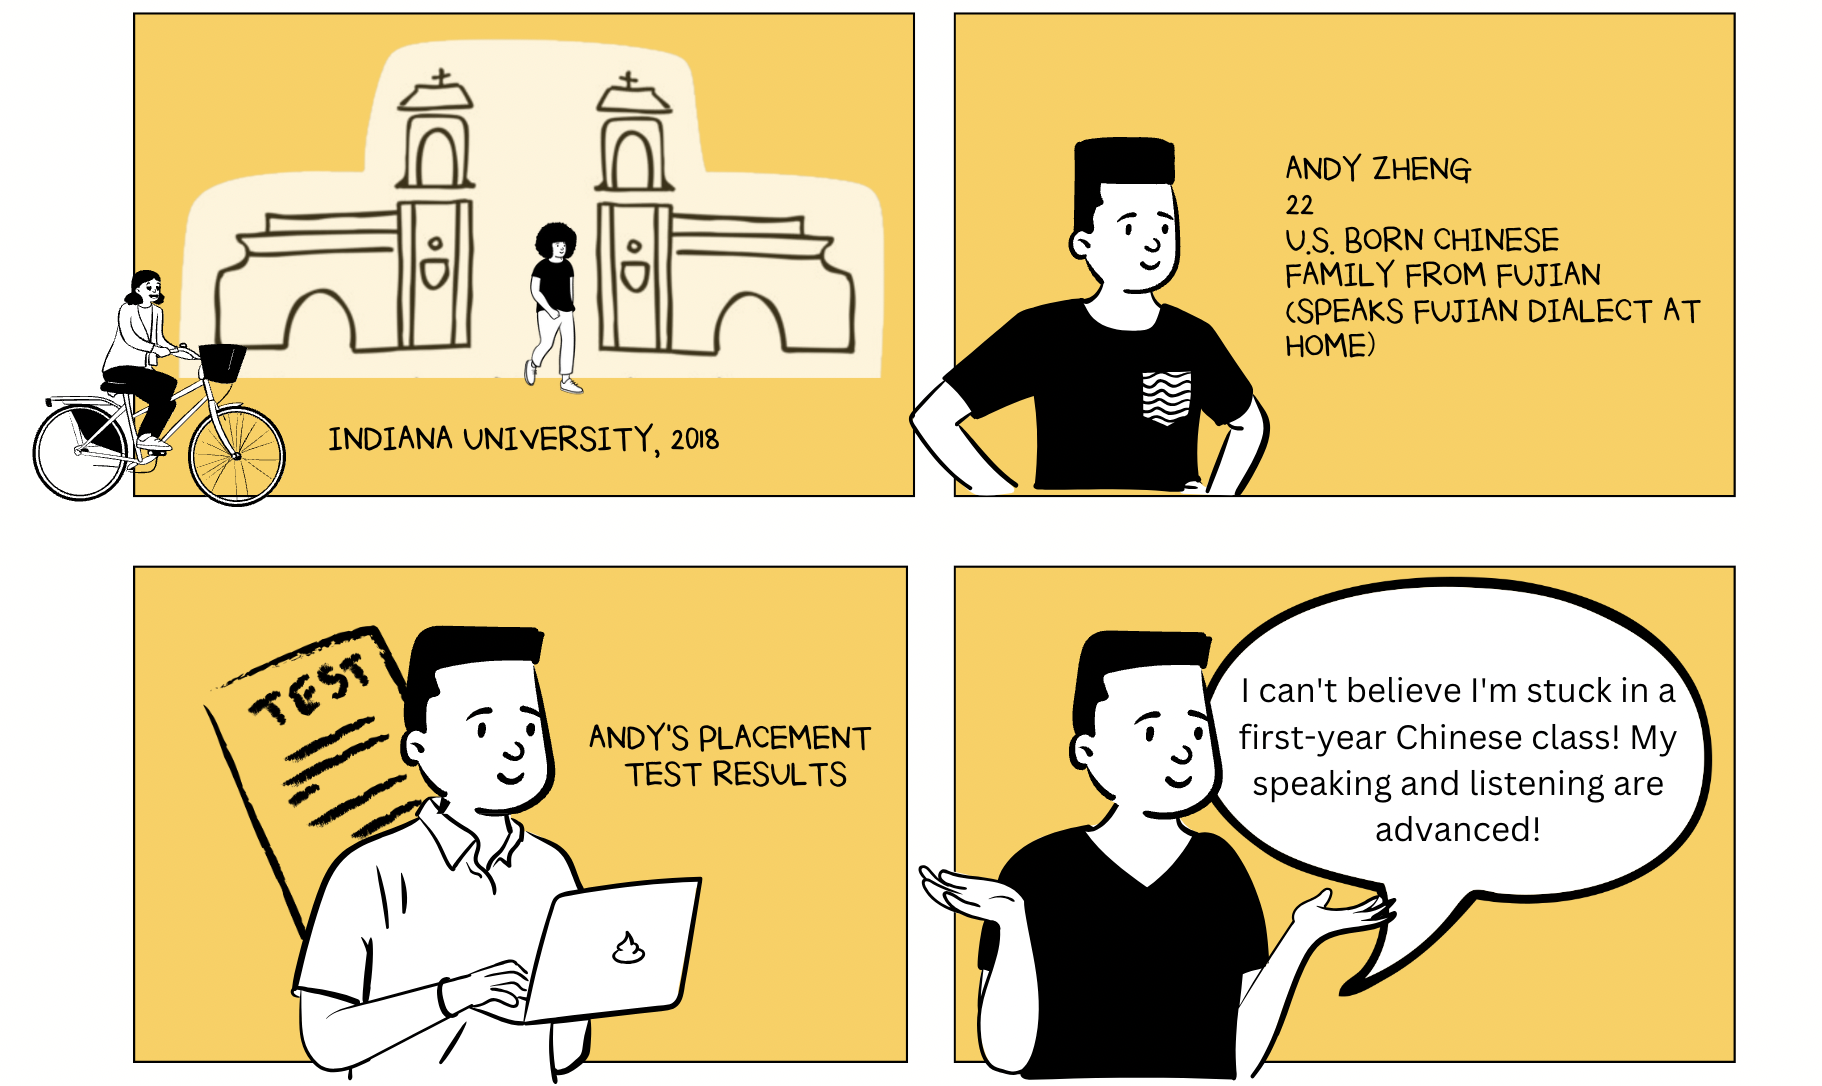 INDIANA UNIVERSITY, 2018
ANDY ZHENG
22
U.S. BORN CHINESE
FAMILY FROM FUJIAN
(SPEAKS FUJIAN DIALECT AT
HOME)
TEST
ANDY'S PLACEMENT
TEST RESULTS
I can't believe I'm stuck in a
first-year Chinese class! My
speaking and listening are
advanced!